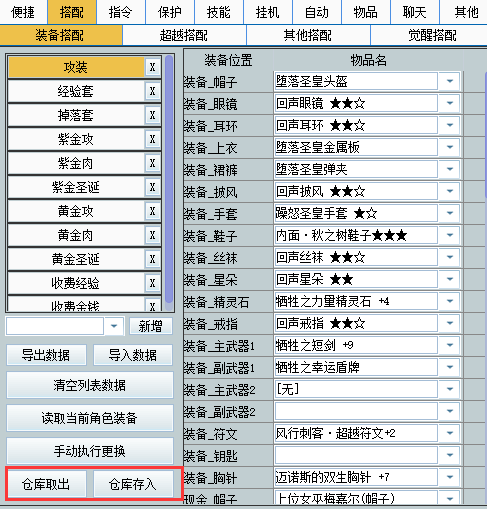 便捷 搭配 指令 保护 技能 挂机 自动 物品 聊天 其他
装备搭配 超越搭配 其他搭配 觉醒搭配
攻装 X
经验套 X
掉落套 X
紫金攻 X
紫金肉 X
紫金圣诞 X
黄金攻 X
黄金肉 X
黄金圣诞 X
收费经验 X
收费金钱 X
新增
导出数据 导入数据
清空列表数据
读取当前角色装备
手动执行更换
仓库取出 仓库存入
装备位置 物品名
装备_帽子 堕落圣皇头盔
装备_眼镜 回声眼镜 ★★☆
装备_耳环 回声耳环 ★★☆
装备_上衣 堕落圣皇金属板
装备_裙裤 堕落圣皇弹夹
装备_披风 回声披风 ★★☆
装备_手套 躁怒圣皇手套 ★☆
装备_鞋子 内面·秋之树鞋子★★★
装备_丝袜 回声丝袜 ★★☆
装备_星朵 回声星朵 ★★
装备_精灵石 牺牲之力量精灵石 +4
装备_戒指 回声戒指 ★★☆
装备_主武器1 牺牲之短剑 +9
装备_副武器1 牺牲之幸运盾牌
装备_主武器2 [无]
装备_副武器2
装备_符文 风行刺客·超越符文+2
装备_钥匙
装备_胸针 迈诺斯的双生胸针 +7
现金_帽子 上位女巫梅嘉尔(帽子)